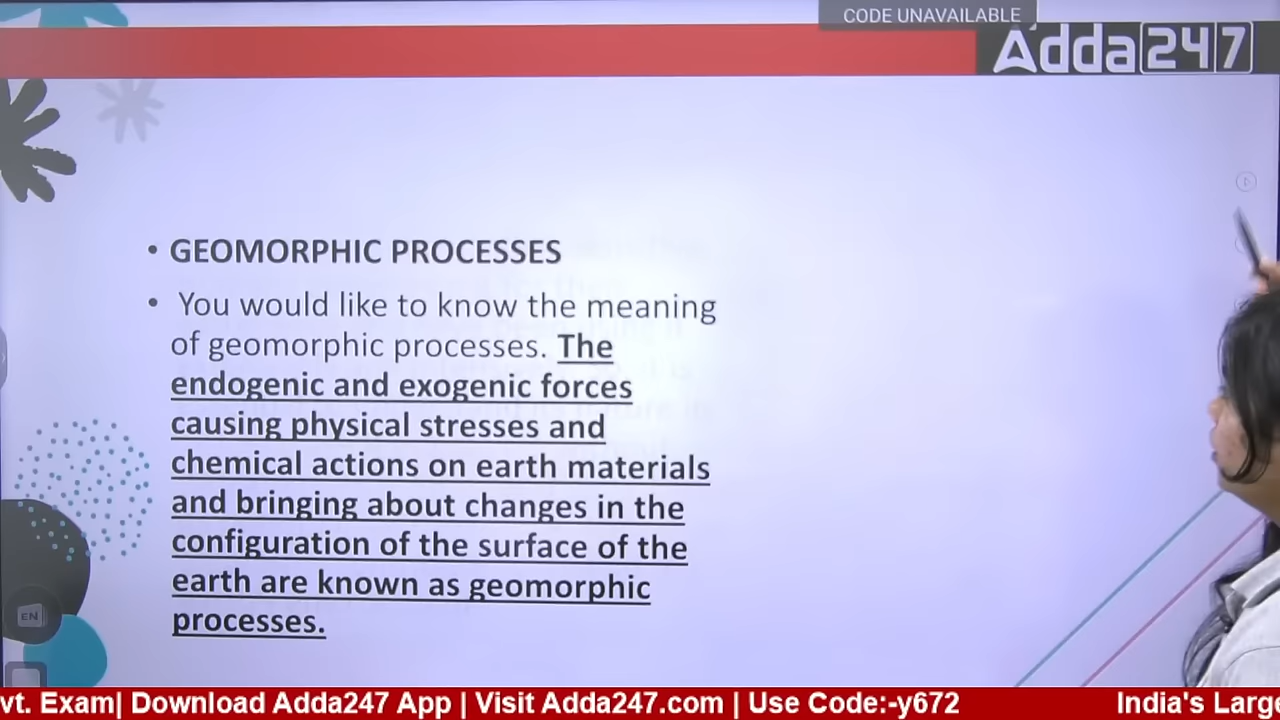 CODE UNAVAILABLE
Adda247
• GEOMORPHIC PROCESSES
• You would like to know the meaning
of geomorphic processes. The
endogenic and exogenic forces
causing physical stresses and
chemical actions on earth materials
and bringing about changes in the
configuration of the surface of the
earth are known as geomorphic
processes.
EN
vt. Exam| Download Adda247 App | Visit Adda247.com | Use Code:-y672 India's Larg